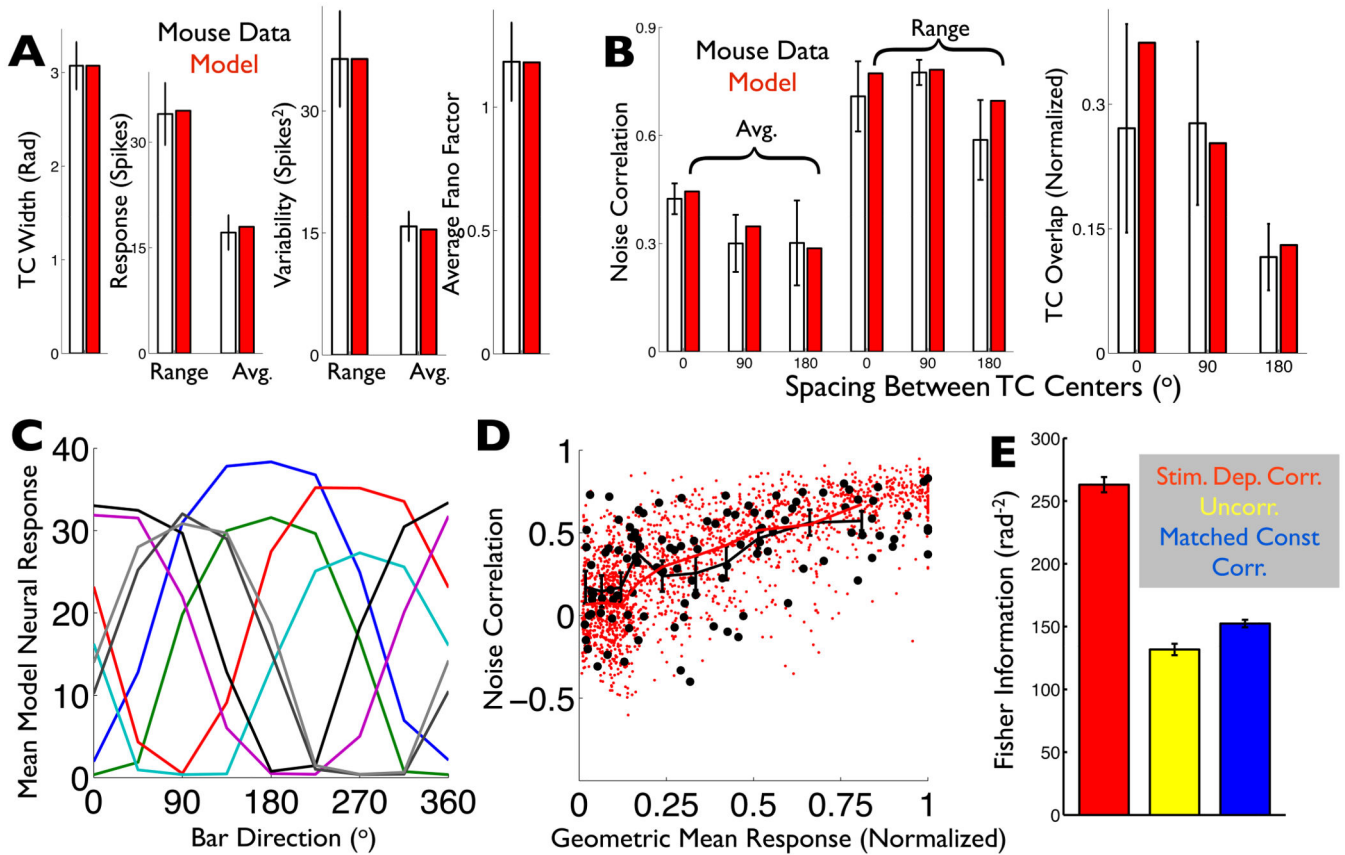 A
Mouse Data
Model
TC Width (Rad)
3
2
1
0
Response (Spikes)
30
15
0
Range Avg.
Variability (Spikes²)
30
15
0
Range Avg.
Average Fano Factor
1
0.5
0
B
Mouse Data
Model
Avg.
Range
Noise Correlation
0.9
0.6
0.3
0
0 90 180 0 90 180
TC Overlap (Normalized)
0.3
0.15
0
0 90 180
Spacing Between TC Centers (°)
C
Mean Model Neural Response
40
30
20
10
0
0 90 180 270 360
Bar Direction (°)
D
Noise Correlation
1
0.5
0
−0.5
0 0.25 0.5 0.75 1
Geometric Mean Response (Normalized)
E
Fisher Information (rad⁻²)
300
250
200
150
100
50
0
Stim. Dep. Corr.
Uncorr.
Matched Const
Corr.